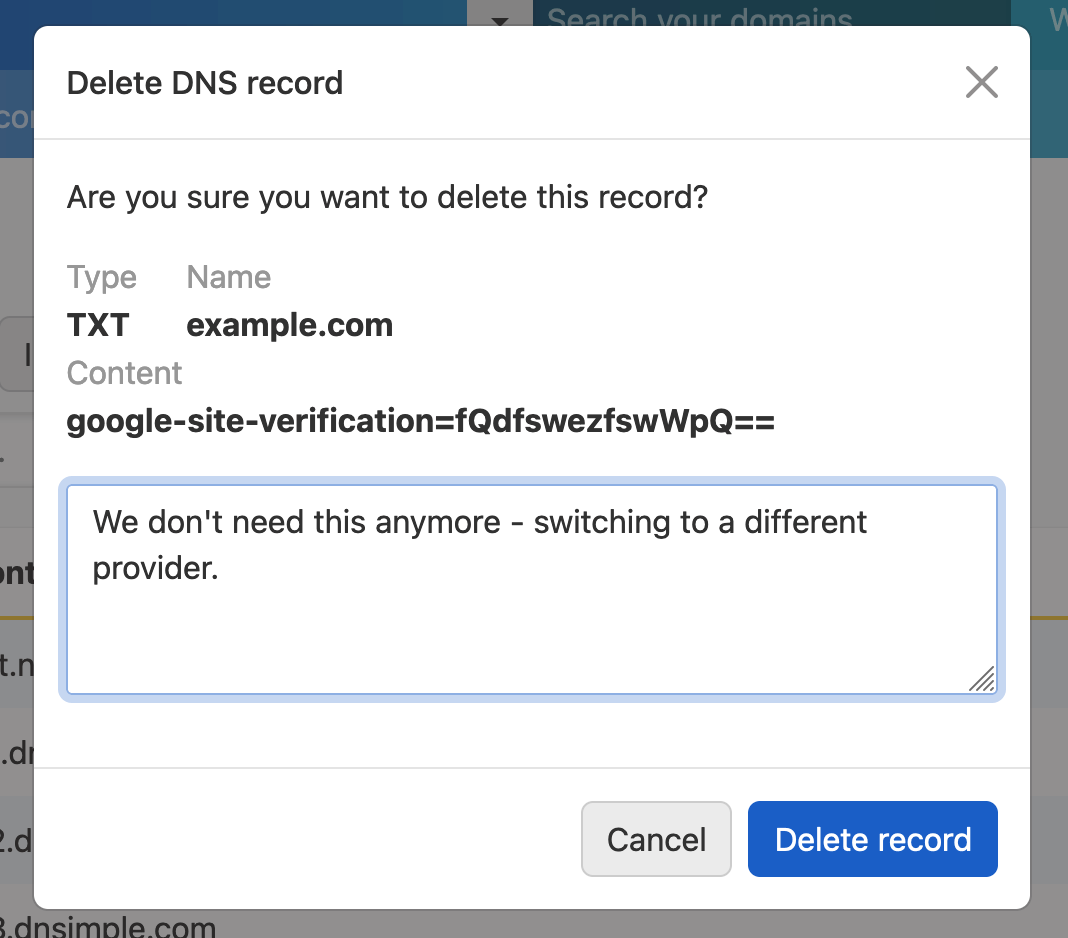 Search your domains
Delete DNS record
Are you sure you want to delete this record?
Type Name
TXT example.com
Content
google-site-verification=fQdfswezfswWpQ==
We don't need this anymore - switching to a different
provider.
Cancel Delete record
.dnsimple.com